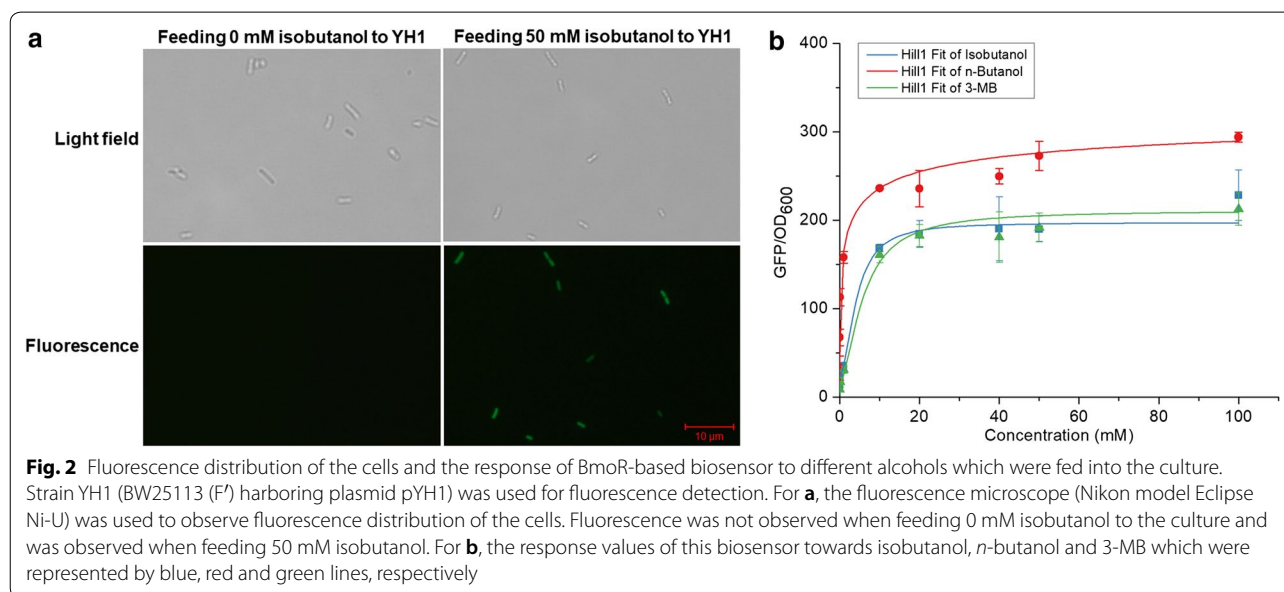 a
Feeding 0 mM isobutanol to YH1 Feeding 50 mM isobutanol to YH1
Light field
Fluorescence
10 µm
b
Hill1 Fit of Isobutanol
Hill1 Fit of n-Butanol
Hill1 Fit of 3-MB
400
300
200
100
0
GFP/OD600
0 20 40 60 80 100
Concentration (mM)
Fig. 2 Fluorescence distribution of the cells and the response of BmoR-based biosensor to different alcohols which were fed into the culture.
Strain YH1 (BW25113 (F′) harboring plasmid pYH1) was used for fluorescence detection. For a, the fluorescence microscope (Nikon model Eclipse
Ni-U) was used to observe fluorescence distribution of the cells. Fluorescence was not observed when feeding 0 mM isobutanol to the culture and
was observed when feeding 50 mM isobutanol. For b, the response values of this biosensor towards isobutanol, n-butanol and 3-MB which were
represented by blue, red and green lines, respectively